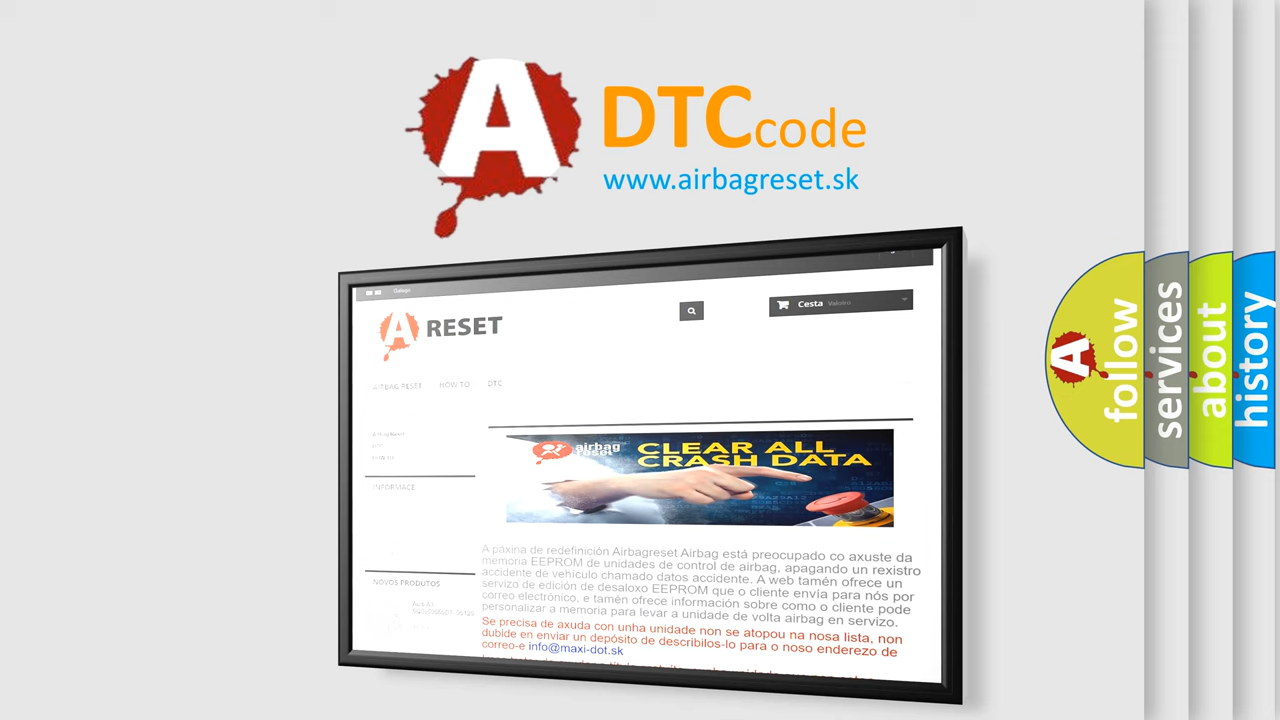 A DTC code
www.airbagreset.sk
Galego
A RESET
Cesta Valeiro
AIRBAG RESET HOW TO DTC
INFORMACE
NOVOS PRODUTOS
airbag
reset
CLEAR ALL
CRASH DATA
A páxina de redefinición Airbagreset Airbag está preocupado co axuste da
memoria EEPROM de unidades de control de airbag, apagando un rexistro
accidente de vehículo chamado datos accidente. A web tamén ofrece un
servizo de edición de desaloxo EEPROM que o cliente envía para nós por
correo electrónico, e tamén ofrece información sobre como o cliente pode
personalizar a memoria para levar a unidade de volta airbag en servizo.
Se precisa de axuda con unha unidade non se atopou na nosa lista, non
dubide en enviar un depósito de describilos-lo para o noso enderezo de
correo-e info@maxi-dot.sk
A follow
services
about
history